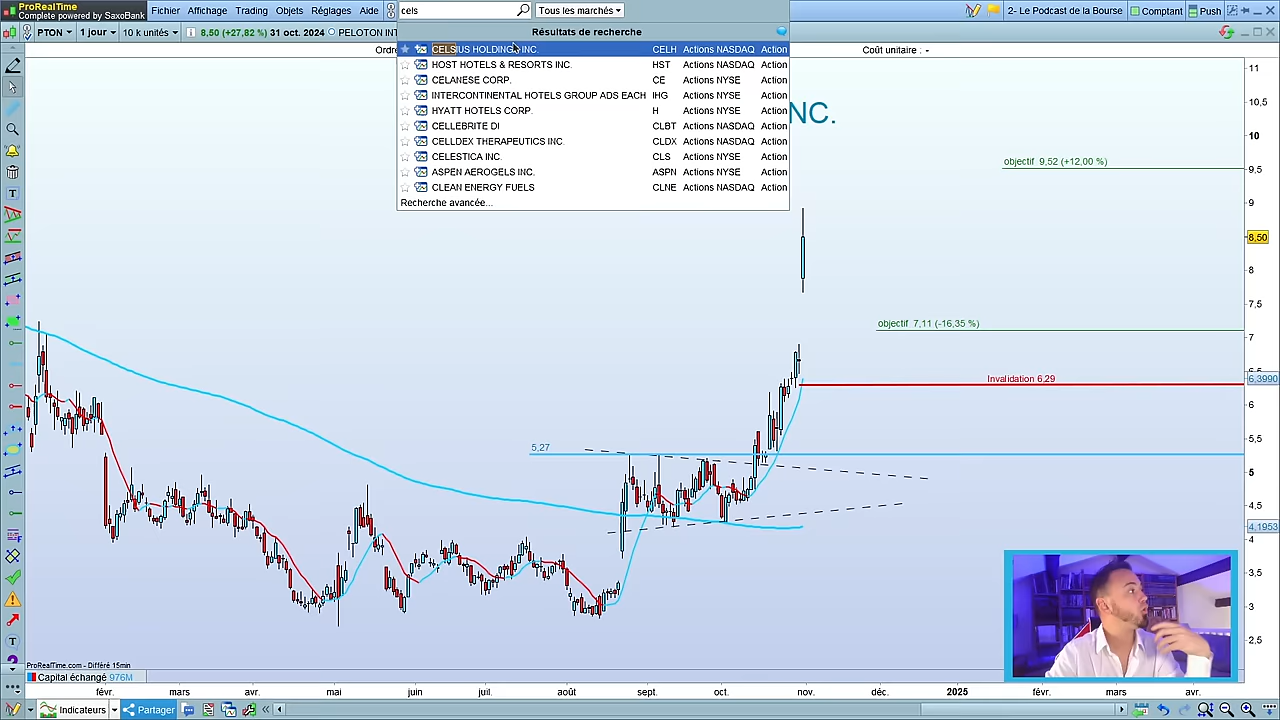 ProRealTime
Complete powered by SaxoBank
Fichier Affichage Trading Objets Réglages Aide
cels
Tous les marchés
2- Le Podcast de la Bourse Comptant Push
PTON 1 jour 10 k unités 8,50 (+27,82 %) 31 oct. 2024 PELOTON INT
Résultats de recherche
Ordre
Coût unitaire : -
CELSIUS HOLDINGS INC. CELH Actions NASDAQ Action
HOST HOTELS & RESORTS INC. HST Actions NYSE Action
CELANESE CORP. CE Actions NYSE Action
INTERCONTINENTAL HOTELS GROUP ADS EACH IHG Actions NYSE Action
HYATT HOTELS CORP. H Actions NYSE Action
CELLEBRITE DI CLBT Actions NASDAQ Action
CELLDEX THERAPEUTICS INC. CLDX Actions NASDAQ Action
CELESTICA INC. CLS Actions NYSE Action
ASPEN AEROGELS INC. ASPN Actions NYSE Action
CLEAN ENERGY FUELS CLNE Actions NASDAQ Action
Recherche avancée...
NC.
objectif 9,52 (+12,00 %)
objectif 7,11 (-16,35 %)
Invalidation 6,29
5,27
11
10,5
10
9,5
9
8,50
8
7,5
7
6,5
6,3990
6
5,5
5
4,5
4,1953
4
3,5
3
2,5
ProRealTime.com - Différé 15min
Capital échangé 976M
févr. mars avr. mai juin juil. août sept. oct. nov. déc. 2025 févr. mars avr.
Indicateurs Partager